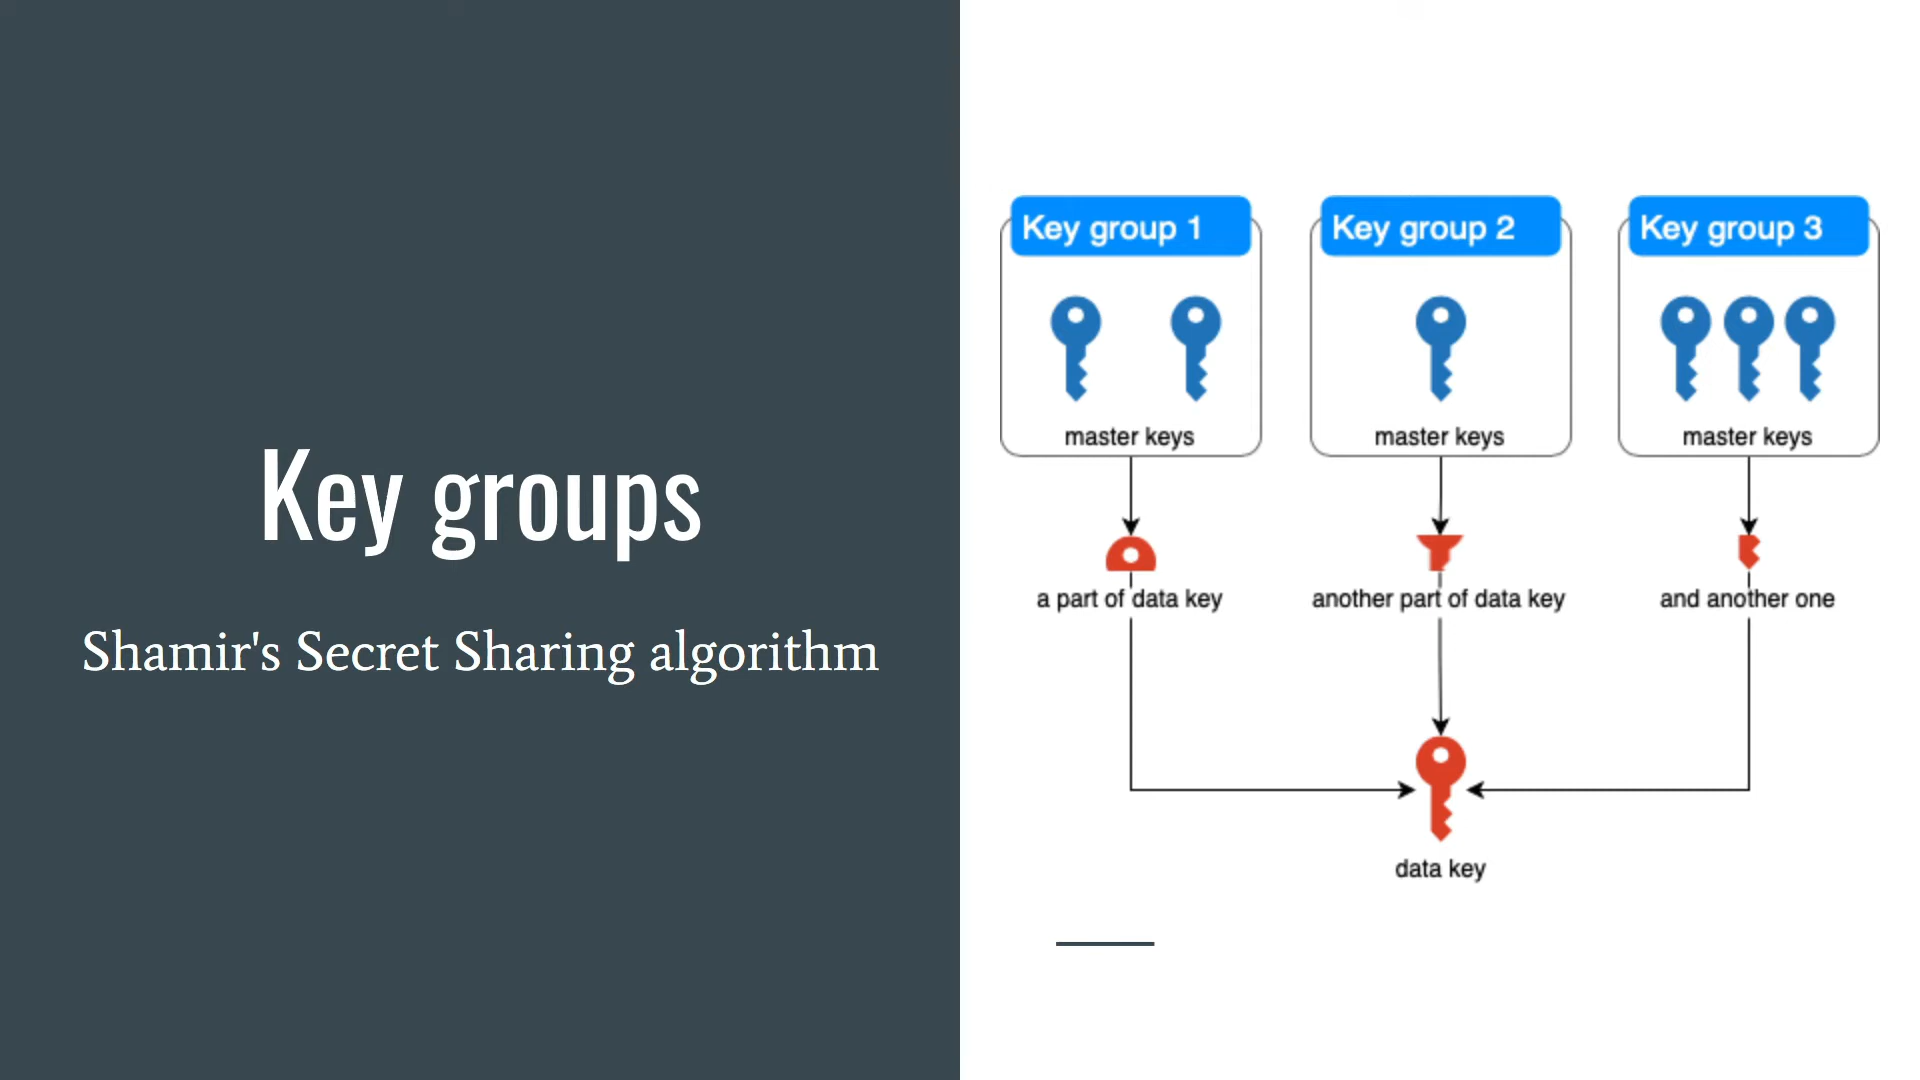 Key groups
Shamir's Secret Sharing algorithm
Key group 1
Key group 2
Key group 3
master keys
master keys
master keys
a part of data key
another part of data key
and another one
data key